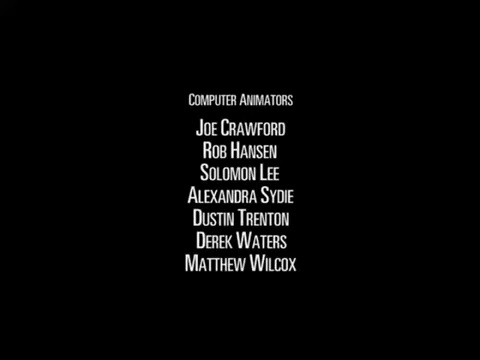 Computer Animators
Joe Crawford
Rob Hansen
Solomon Lee
Alexandra Sydie
Dustin Trenton
Derek Waters
Matthew Wilcox